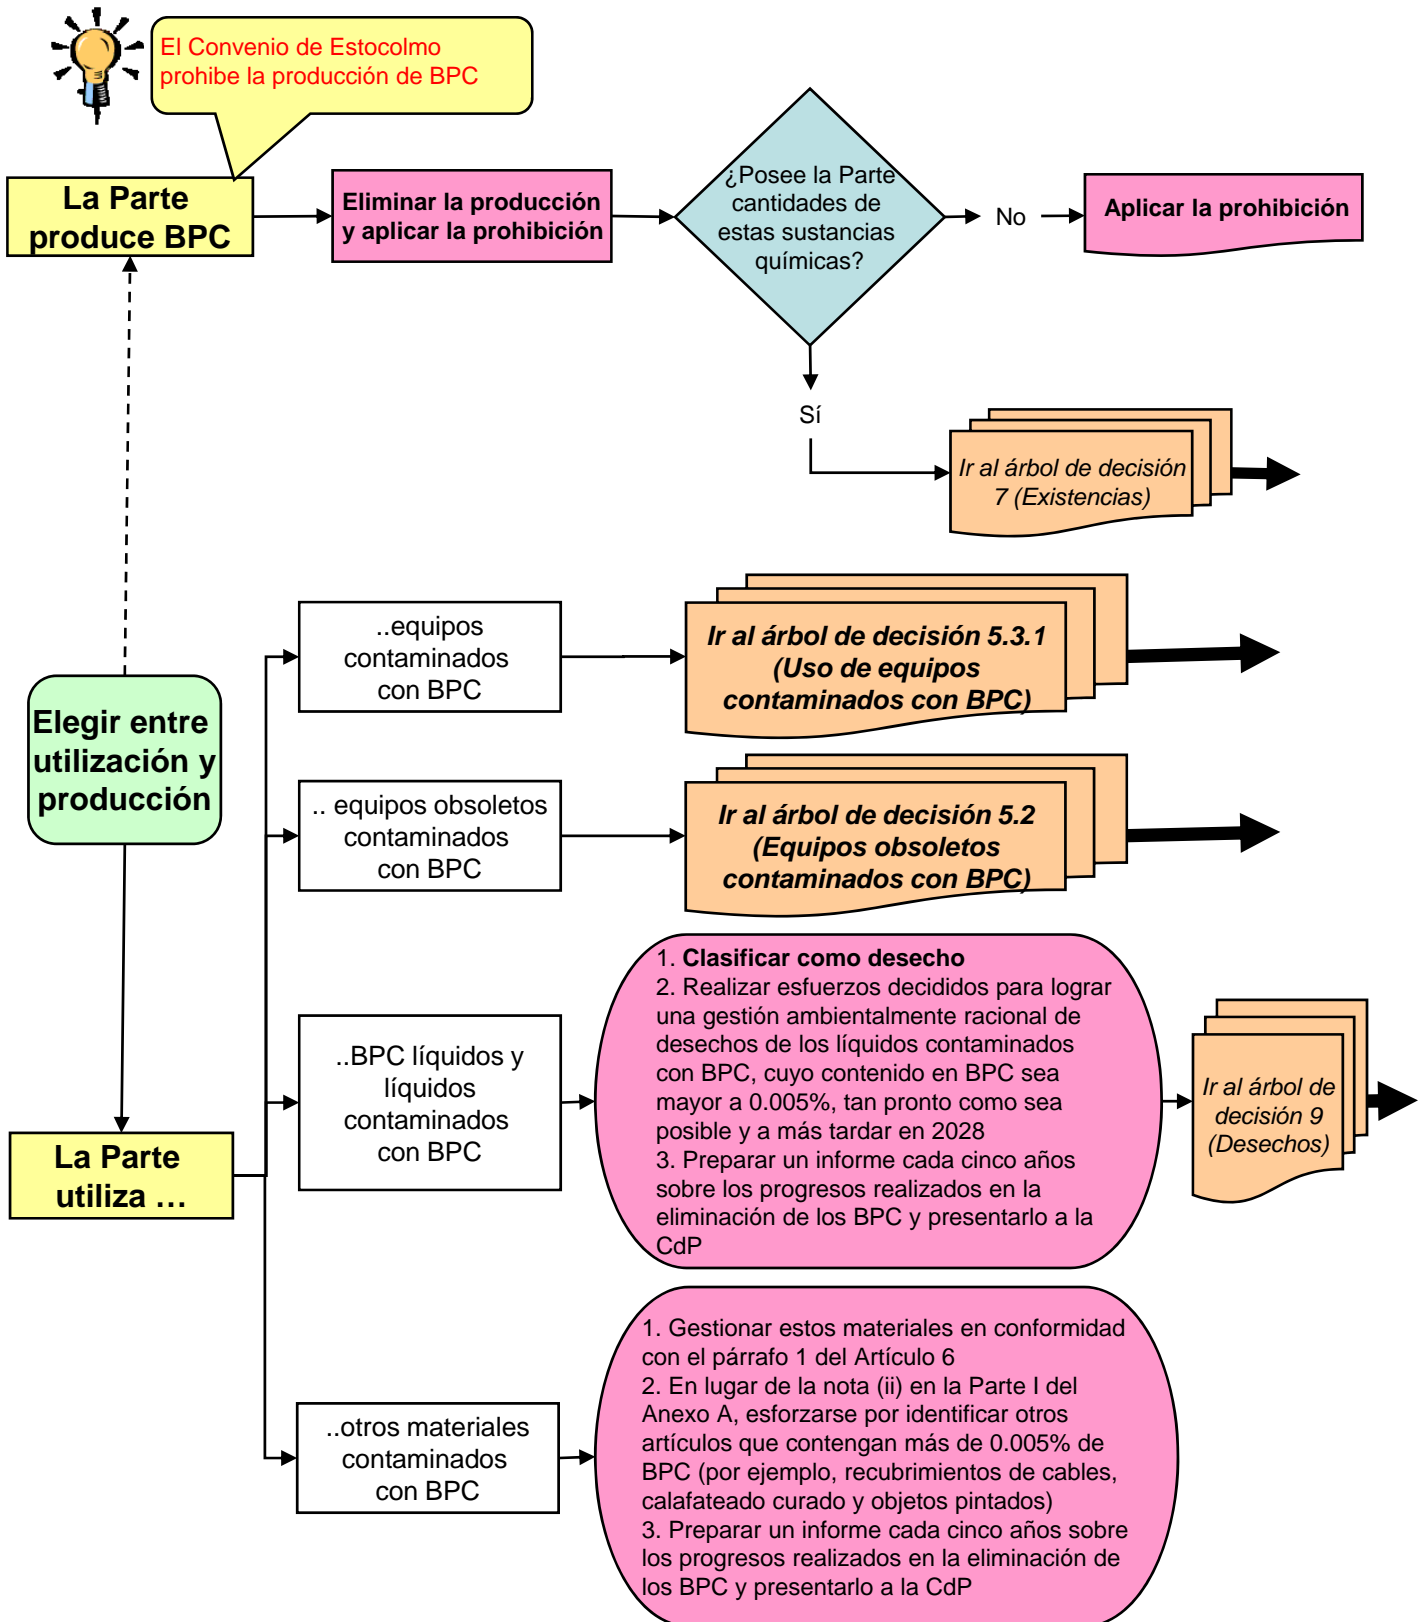 El Convenio de Estocolmo
prohibe la producción de BPC
La Parte
produce BPC
Eliminar la producción
y aplicar la prohibición
¿Posee la Parte
cantidades de
estas sustancias
químicas?
No
Aplicar la prohibición
Sí
Ir al árbol de decisión
7 (Existencias)
Elegir entre
utilización y
producción
..equipos
contaminados
con BPC
Ir al árbol de decisión 5.3.1
(Uso de equipos
contaminados con BPC)
.. equipos obsoletos
contaminados
con BPC
Ir al árbol de decisión 5.2
(Equipos obsoletos
contaminados con BPC)
La Parte
utiliza …
..BPC líquidos y
líquidos
contaminados
con BPC
1. Clasificar como desecho
2. Realizar esfuerzos decididos para lograr
una gestión ambientalmente racional de
desechos de los líquidos contaminados
con BPC, cuyo contenido en BPC sea
mayor a 0.005%, tan pronto como sea
posible y a más tardar en 2028
3. Preparar un informe cada cinco años
sobre los progresos realizados en la
eliminación de los BPC y presentarlo a la
CdP
Ir al árbol de
decisión 9
(Desechos)
..otros materiales
contaminados
con BPC
1. Gestionar estos materiales en conformidad
con el párrafo 1 del Artículo 6
2. En lugar de la nota (ii) en la Parte I del
Anexo A, esforzarse por identificar otros
artículos que contengan más de 0.005% de
BPC (por ejemplo, recubrimientos de cables,
calafateado curado y objetos pintados)
3. Preparar un informe cada cinco años sobre
los progresos realizados en la eliminación de
los BPC y presentarlo a la CdP